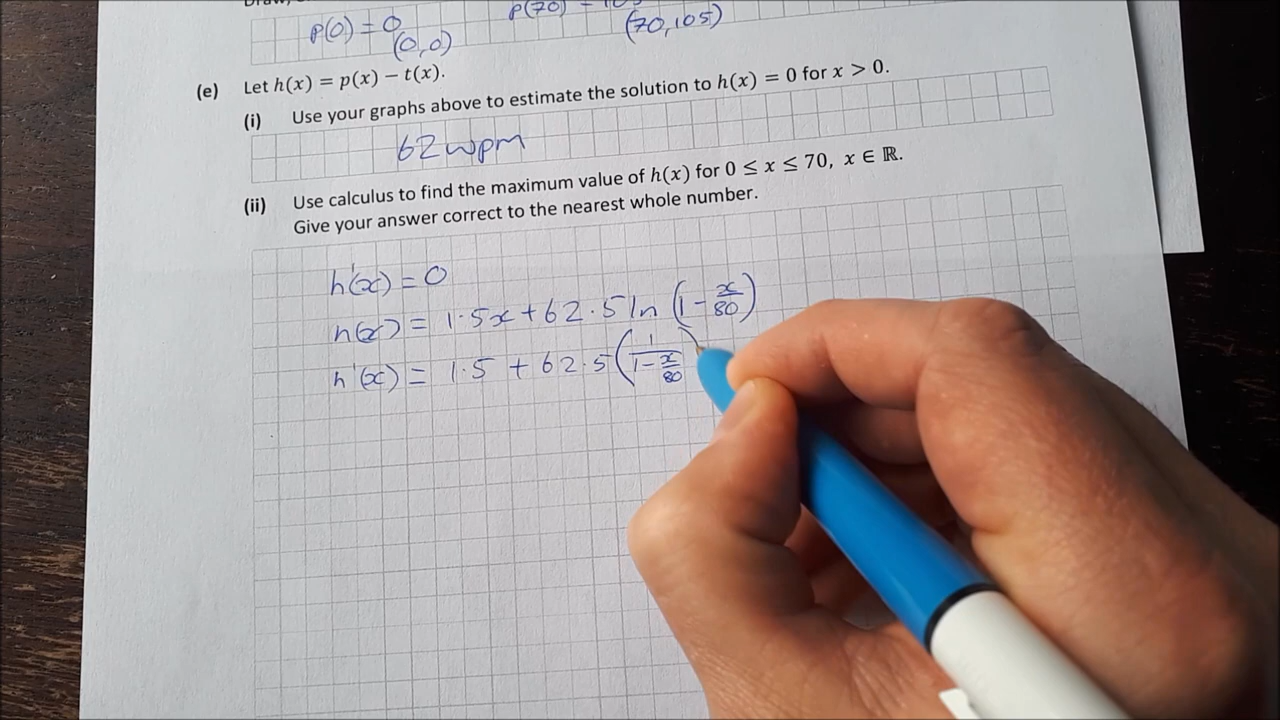 p(0) = 0
(0,0)
p(70) =
(70,105)
(e) Let h(x) = p(x) − t(x).
(i) Use your graphs above to estimate the solution to h(x) = 0 for x > 0.
62 wpm
(ii) Use calculus to find the maximum value of h(x) for 0 ≤ x ≤ 70, x ∈ ℝ.
Give your answer correct to the nearest whole number.
h'(x) = 0
h(x) = 1·5x + 62·5 ln (1 − x/80)
h'(x) = 1·5 + 62·5 (1/(1 − x/80))